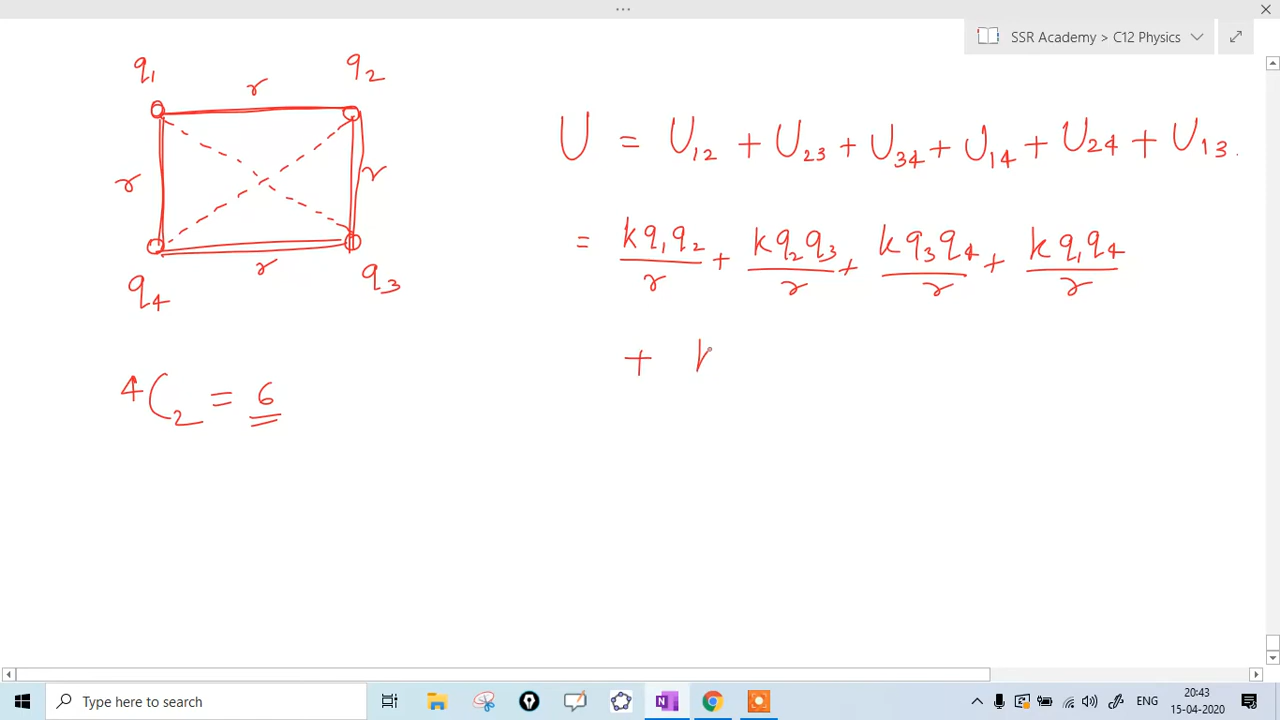 ...
SSR Academy > C12 Physics
q1 r q2
r r
q4 r q3
4C2 = 6
U = U12 + U23 + U34 + U14 + U24 + U13.
= kq1q2/r + kq2q3/r + kq3q4/r + kq1q4/r
+ k
Type here to search
ENG
20:43
15-04-2020